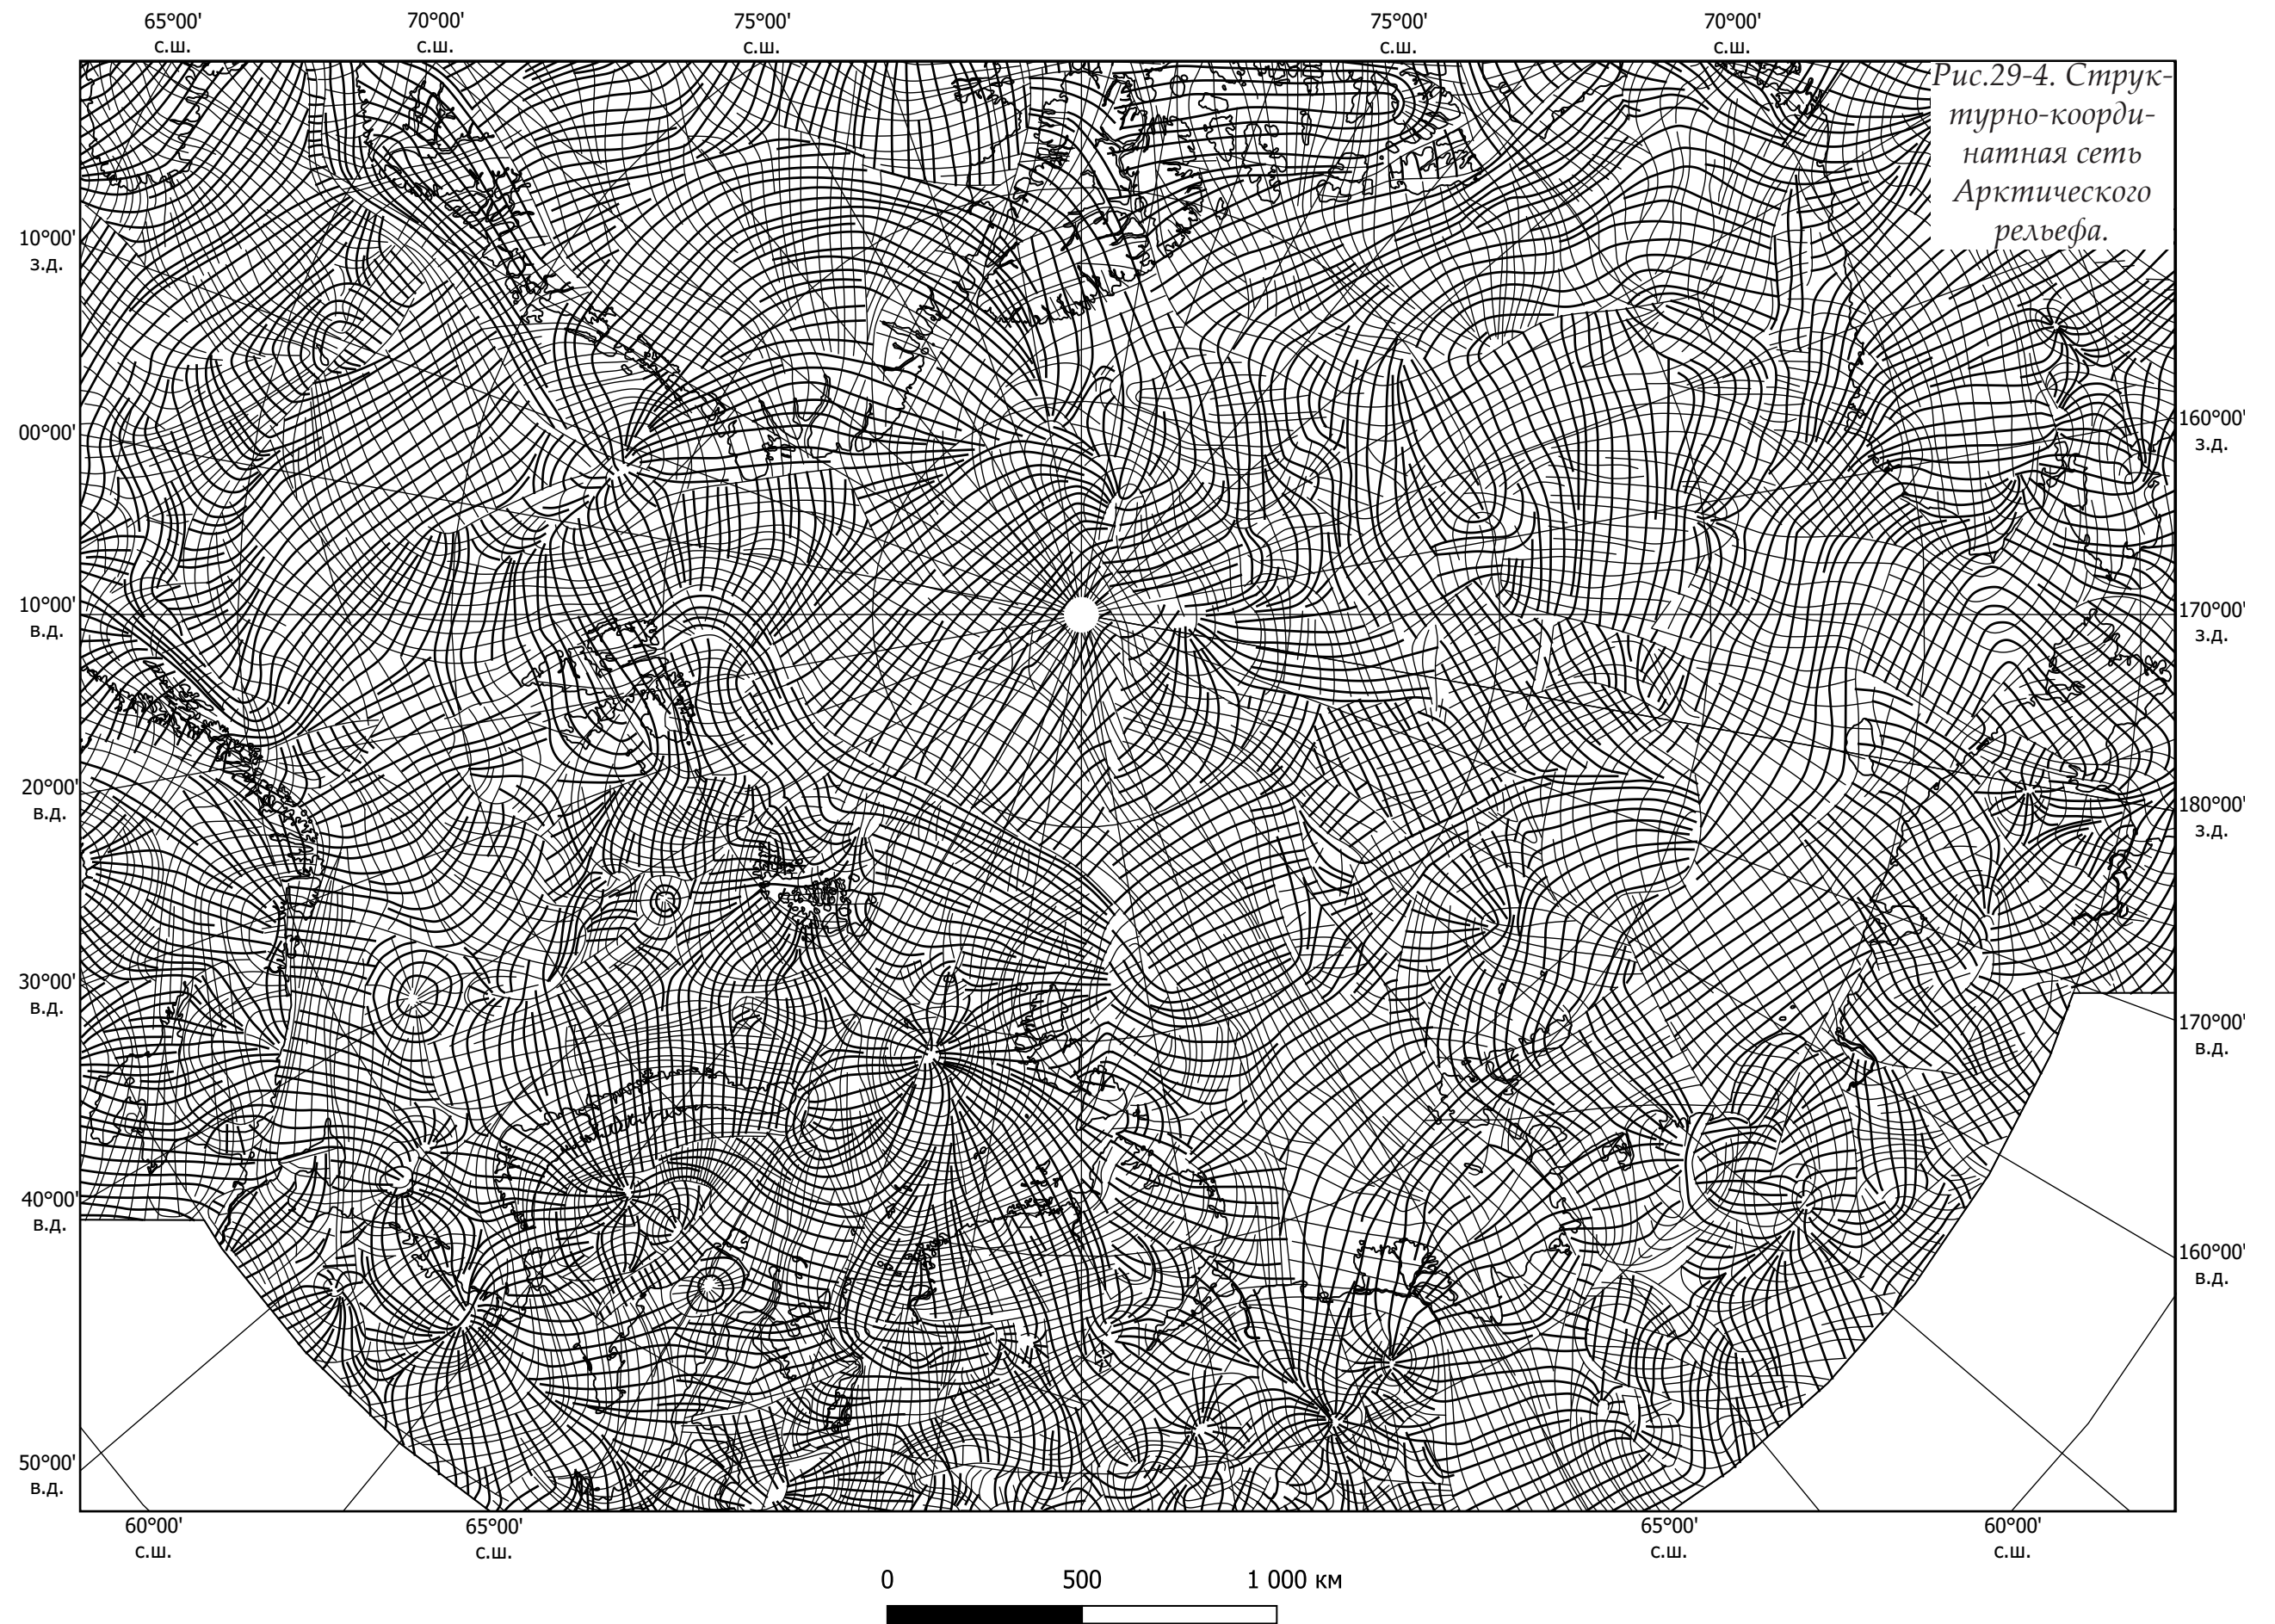 65°00'
с.ш.
70°00'
с.ш.
75°00'
с.ш.
75°00'
с.ш.
70°00'
с.ш.
Рис.29-4. Струк-
турно-коорди-
натная сеть
Арктического
рельефа.
10°00'
з.д.
00°00'
10°00'
в.д.
20°00'
в.д.
30°00'
в.д.
40°00'
в.д.
50°00'
в.д.
160°00'
з.д.
170°00'
з.д.
180°00'
з.д.
170°00'
в.д.
160°00'
в.д.
60°00'
с.ш.
65°00'
с.ш.
65°00'
с.ш.
60°00'
с.ш.
0 500 1 000 км